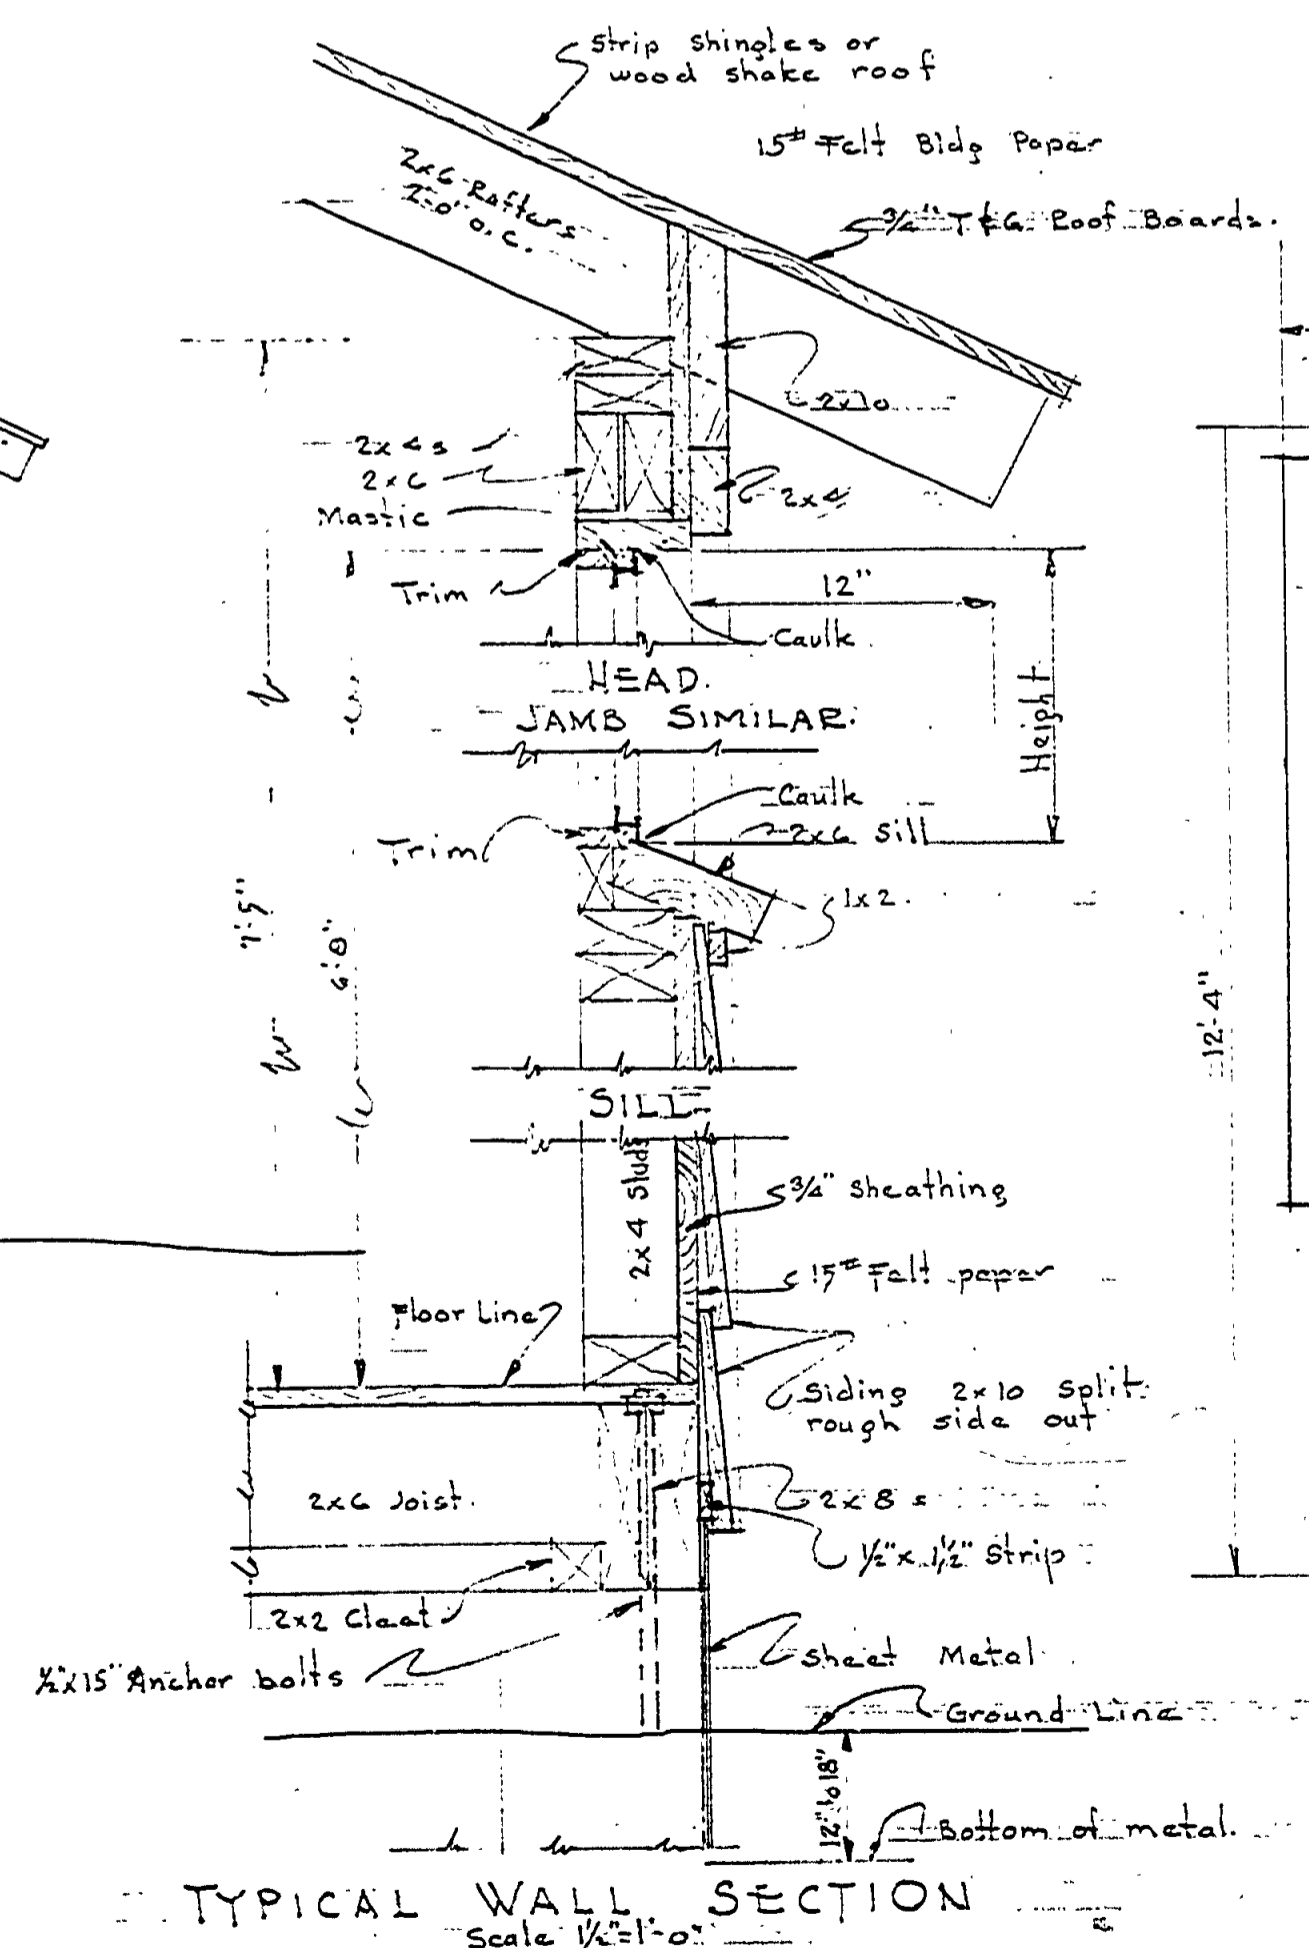 Strip Shingles or
wood shake roof
15# Felt Bldg Paper
2x6 Rafters
2'-0" o.c.
3/4" T & G Roof Boards.
2x10
2x4s
2x6
Mastic
2x4
Trim
12"
Caulk
HEAD.
JAMB SIMILAR.
Height
Caulk
2x6 Sill
Trim
1x2.
7'-5"
6'-8"
12'-4"
SILL
2x4 Studs
3/4" Sheathing
15# Felt paper
Floor Line
Siding 2x10 Split
rough side out
2x6 Joist.
2x8s
1/2" x 1 1/2" Strip
2x2 Cleat
1/2"x15" Anchor bolts
Sheet Metal
Ground Line
12" to 18"
Bottom of metal.
TYPICAL WALL SECTION
Scale 1 1/2"=1'-0"